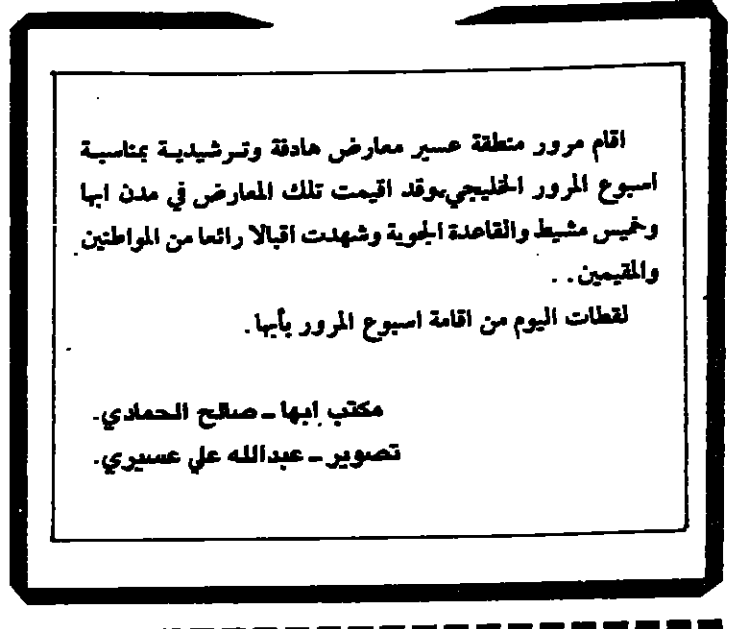 اقام مرور منطقة عسير معارض هادفة وترشيدية بمناسبة
اسبوع المرور الخليجي.وقد اقيمت تلك المعارض في مدن ابها
وخميس مشيط والقاعدة الجوية وشهدت اقبالا رائعا من المواطنين
والمقيمين . .
لقطات اليوم من اقامة اسبوع المرور بأبها .
مكتب ابها ـ صالح الحمادي.
تصوير ـ عبدالله علي عسيري.